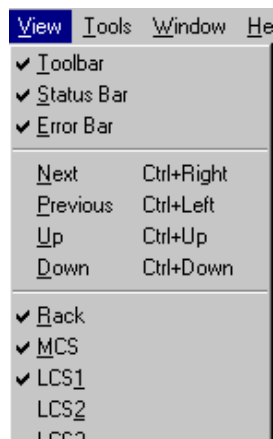 View Tools Window He
✓ Toolbar
✓ Status Bar
✓ Error Bar
Next Ctrl+Right
Previous Ctrl+Left
Up Ctrl+Up
Down Ctrl+Down
✓ Rack
✓ MCS
✓ LCS1
LCS2